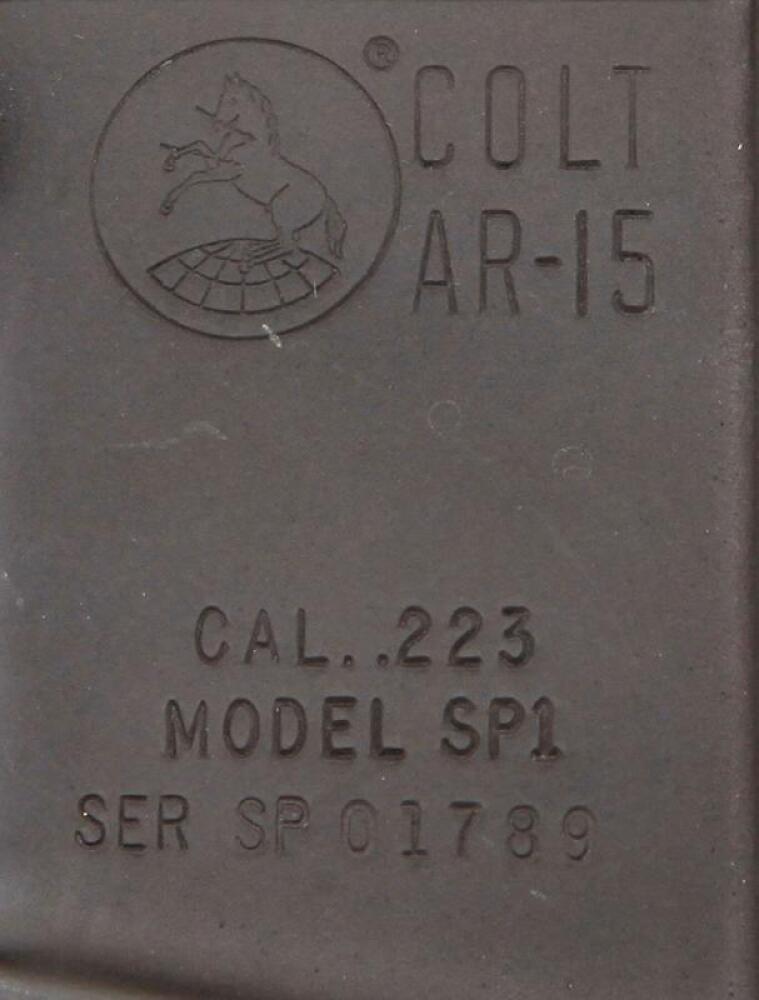 ® COLT
AR-15
CAL..223
MODEL SP1
SER SP 01789